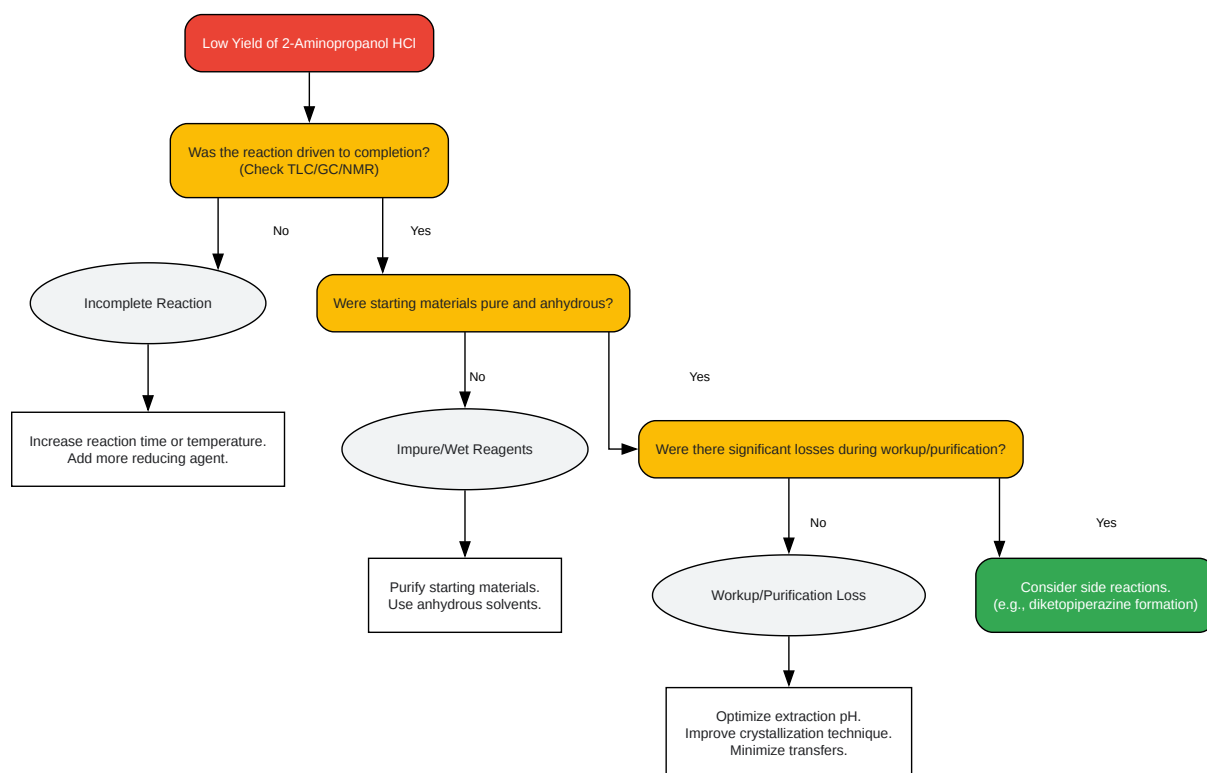 Low Yield of 2-Aminopropanol HCl
Was the reaction driven to completion?
(Check TLC/GC/NMR)
No
Yes
Incomplete Reaction
Were starting materials pure and anhydrous?
No
Yes
Increase reaction time or temperature.
Add more reducing agent.
Impure/Wet Reagents
Were there significant losses during workup/purification?
No
Yes
Purify starting materials.
Use anhydrous solvents.
Workup/Purification Loss
Consider side reactions.
(e.g., diketopiperazine formation)
Optimize extraction pH.
Improve crystallization technique.
Minimize transfers.